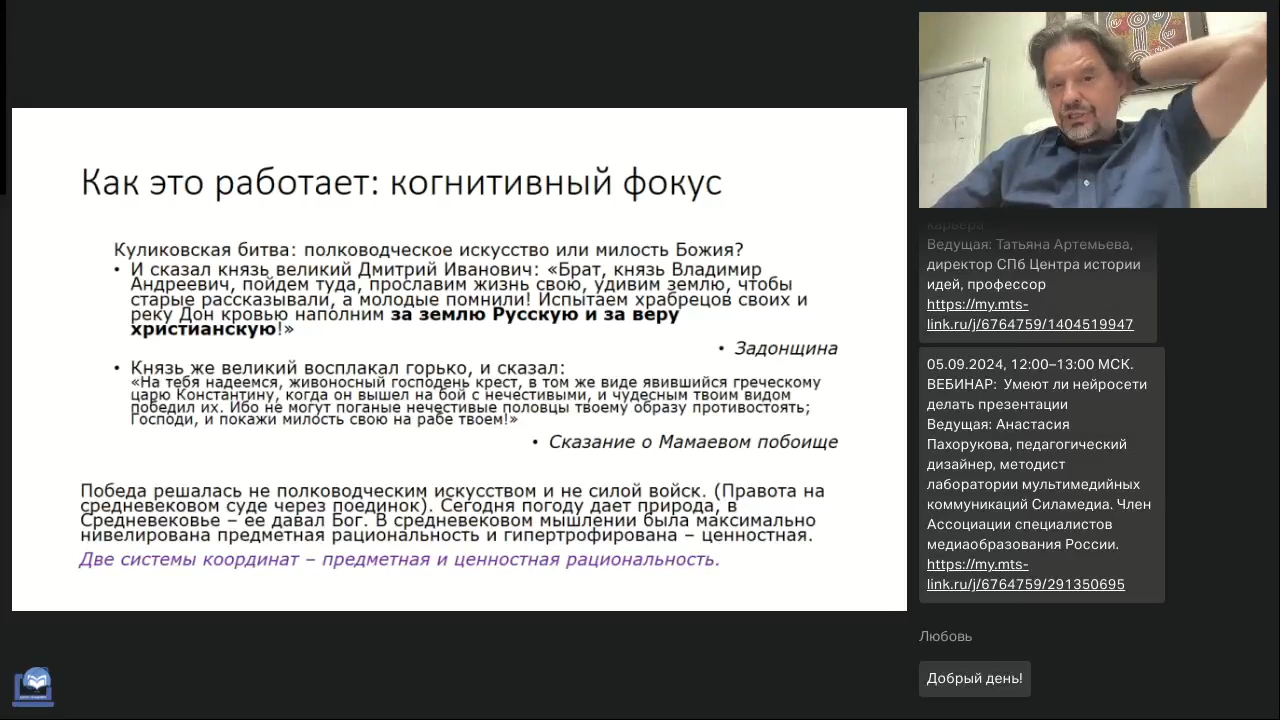 Как это работает: когнитивный фокус
Куликовская битва: полководческое искусство или милость Божия?
• И сказал князь великий Дмитрий Иванович: «Брат, князь Владимир
Андреевич, пойдем туда, прославим жизнь свою, удивим землю, чтобы
старые рассказывали, а молодые помнили! Испытаем храбрецов своих и
реку Дон кровью наполним за землю Русскую и за веру
христианскую!»
• Задонщина
• Князь же великий восплакал горько, и сказал:
«На тебя надеемся, живоносный господень крест, в том же виде явившийся греческому
царю Константину, когда он вышел на бой с нечестивыми, и чудесным твоим видом
победил их. Ибо не могут поганые нечестивые половцы твоему образу противостоять;
Господи, и покажи милость свою на рабе твоем!»
• Сказание о Мамаевом побоище
Победа решалась не полководческим искусством и не силой войск. (Правота на
средневековом суде через поединок). Сегодня погоду дает природа, в
Средневековье – ее давал Бог. В средневековом мышлении была максимально
нивелирована предметная рациональность и гипертрофирована – ценностная.
Две системы координат – предметная и ценностная рациональность.
карьера
Ведущая: Татьяна Артемьева,
директор СПб Центра истории
идей, профессор
https://my.mts-
link.ru/j/6764759/1404519947
05.09.2024, 12:00–13:00 МСК.
ВЕБИНАР: Умеют ли нейросети
делать презентации
Ведущая: Анастасия
Пахорукова, педагогический
дизайнер, методист
лаборатории мультимедийных
коммуникаций Силамедиа. Член
Ассоциации специалистов
медиаобразования России.
https://my.mts-
link.ru/j/6764759/291350695
Любовь
Добрый день!